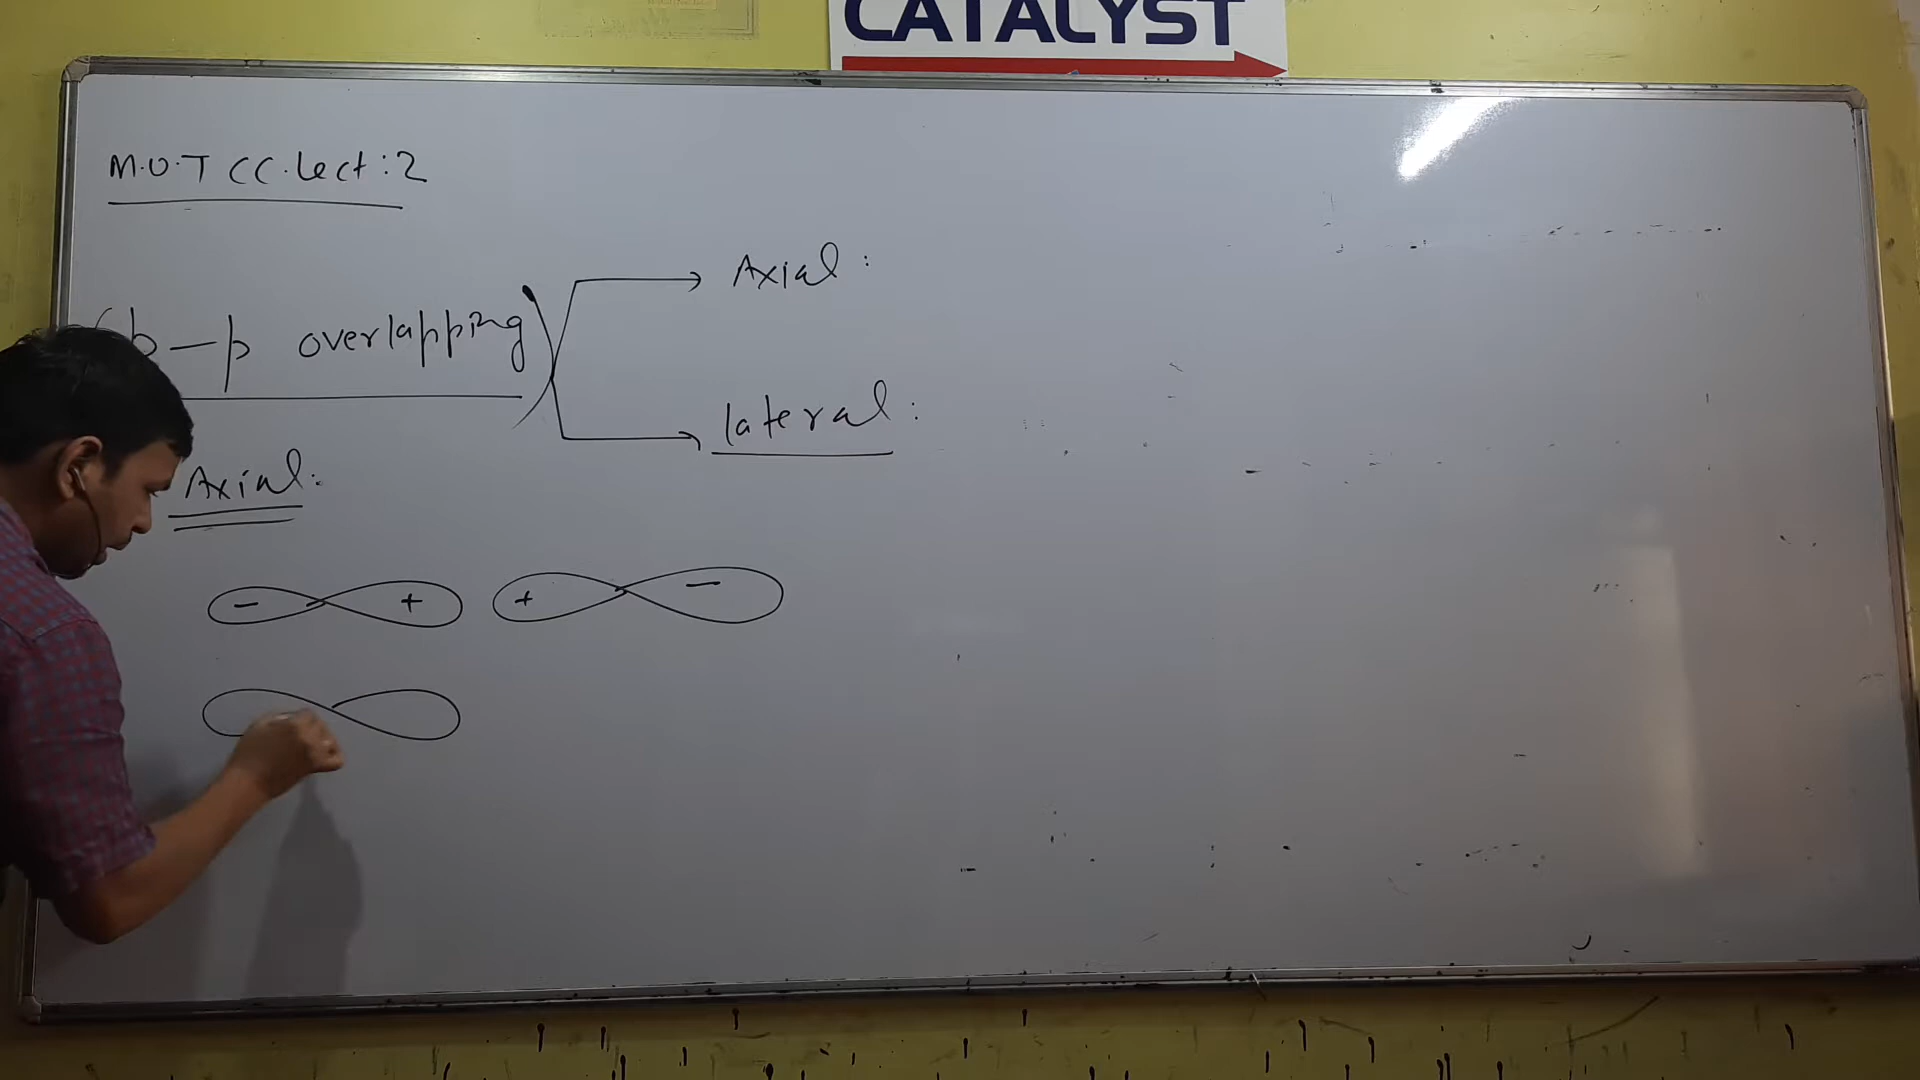 CATALYST
M.O.T CC. Lect: 2
(p-p overlapping)
Axial:
lateral:
Axial:
- + + -